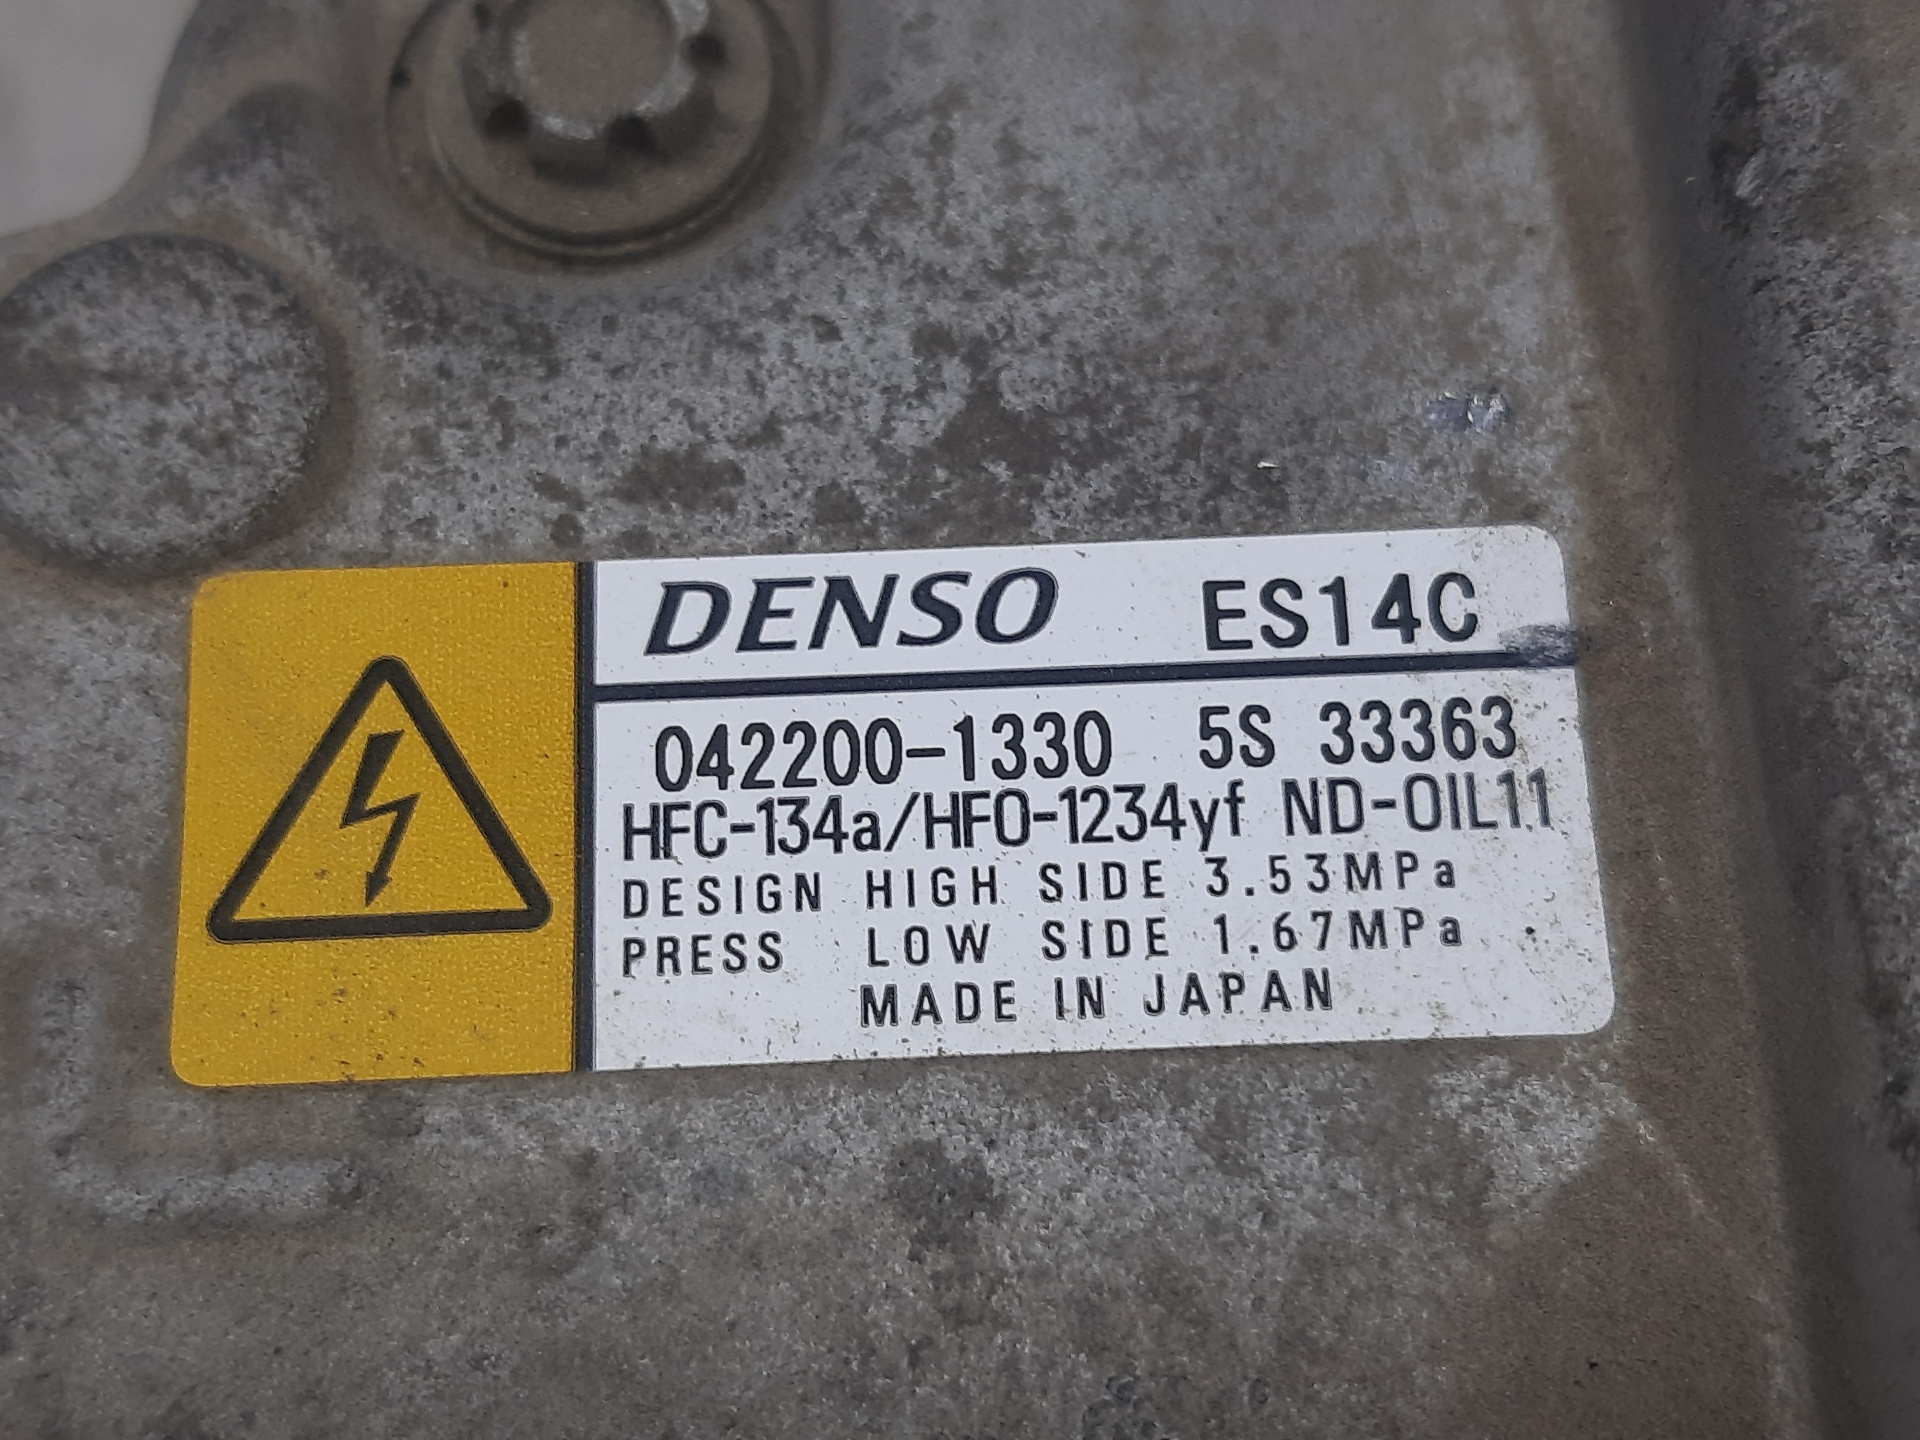 DENSO ES14C
042200-1330 5S 33363
HFC-134a/HFO-1234yf ND-OIL11
DESIGN HIGH SIDE 3.53MPa
PRESS LOW SIDE 1.67MPa
MADE IN JAPAN